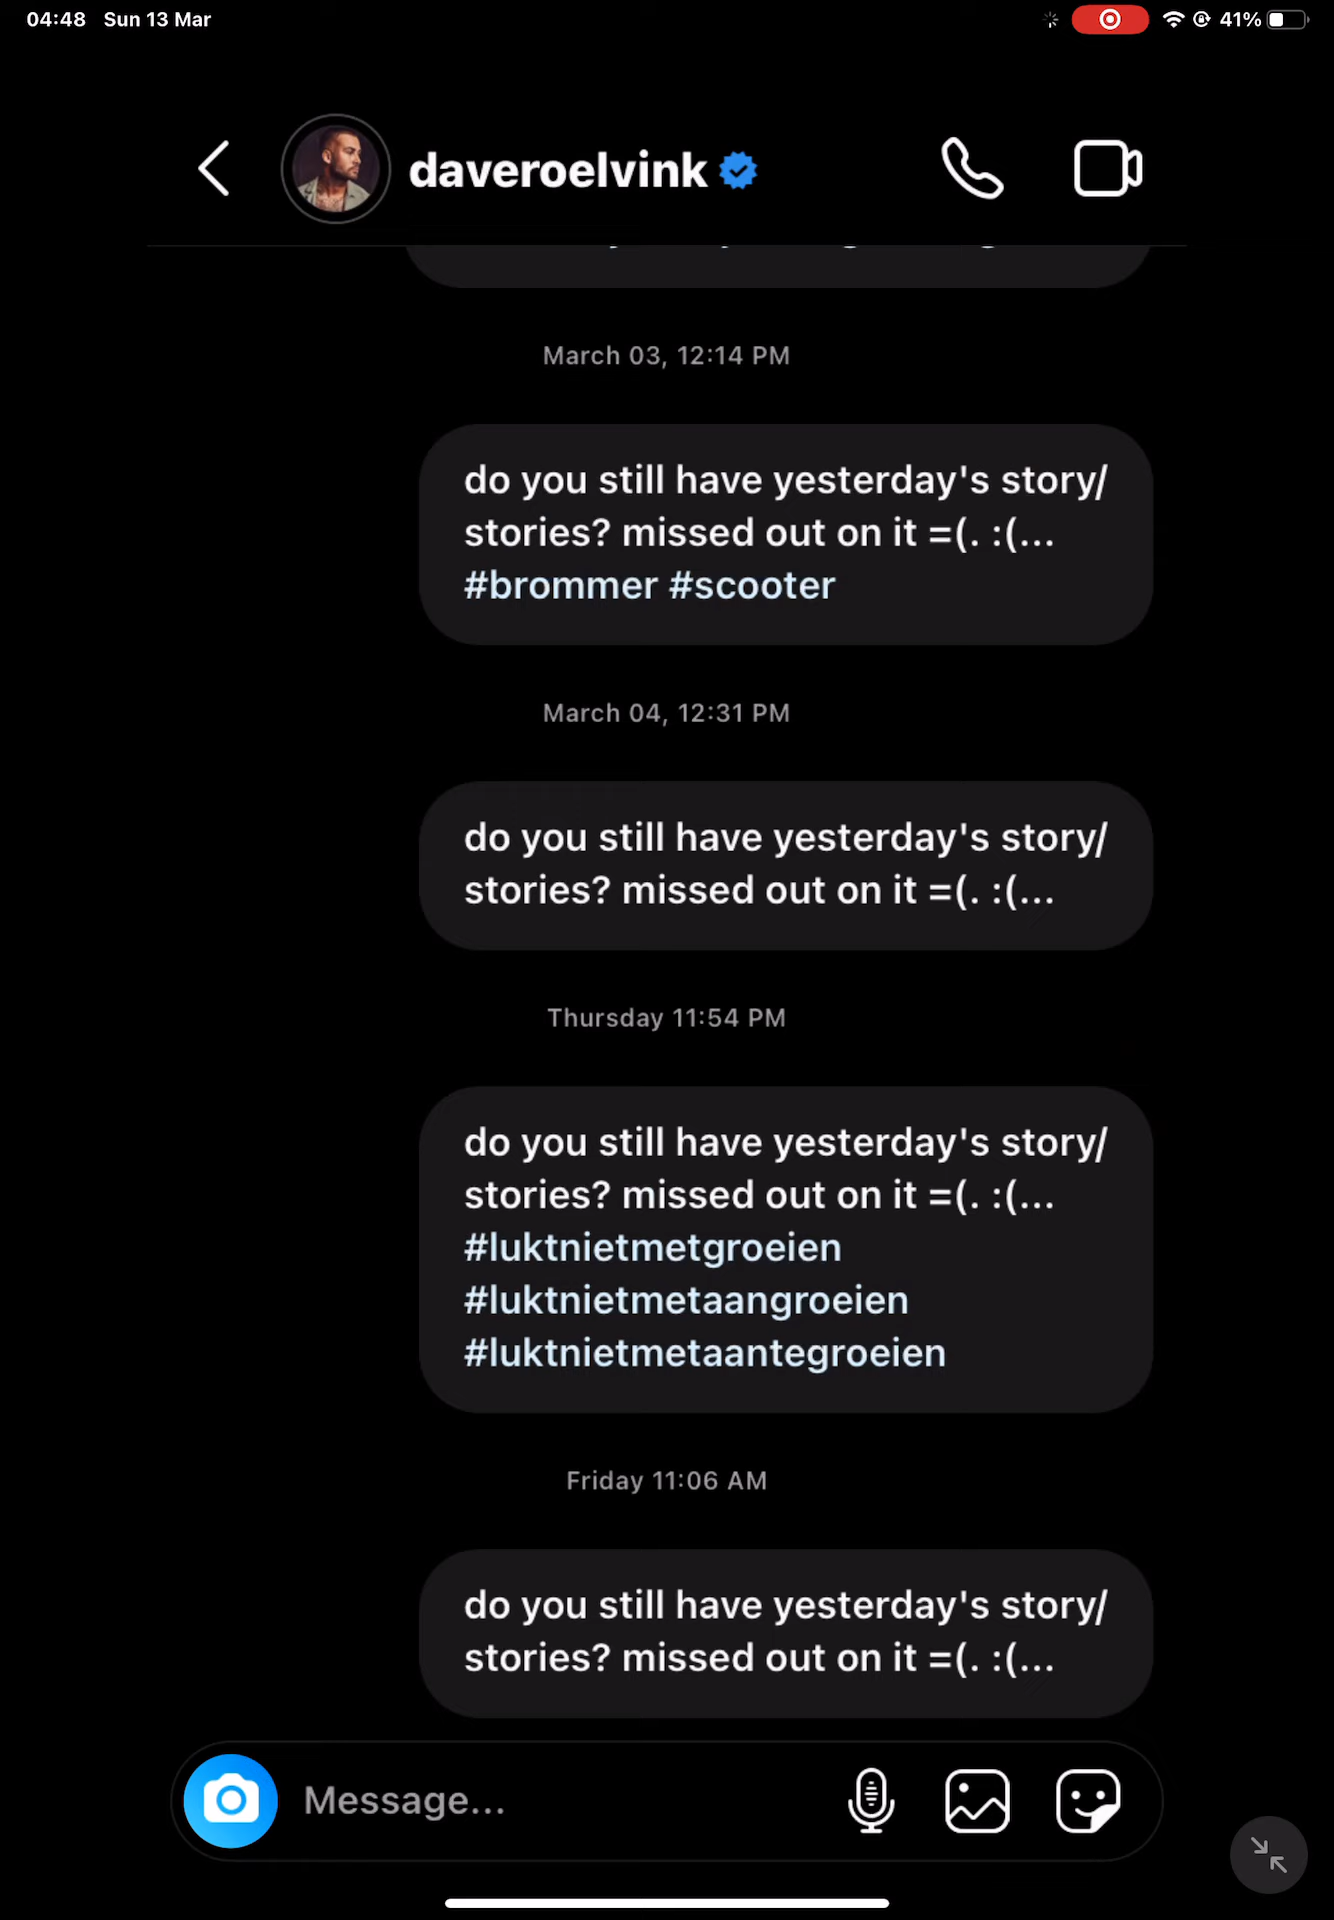 04:48 Sun 13 Mar
41%
daveroelvink
March 03, 12:14 PM
do you still have yesterday's story/
stories? missed out on it =(. :(...
#brommer #scooter
March 04, 12:31 PM
do you still have yesterday's story/
stories? missed out on it =(. :(...
Thursday 11:54 PM
do you still have yesterday's story/
stories? missed out on it =(. :(...
#luktnietmetgroeien
#luktnietmetaangroeien
#luktnietmetaantegroeien
Friday 11:06 AM
do you still have yesterday's story/
stories? missed out on it =(. :(...
Message...